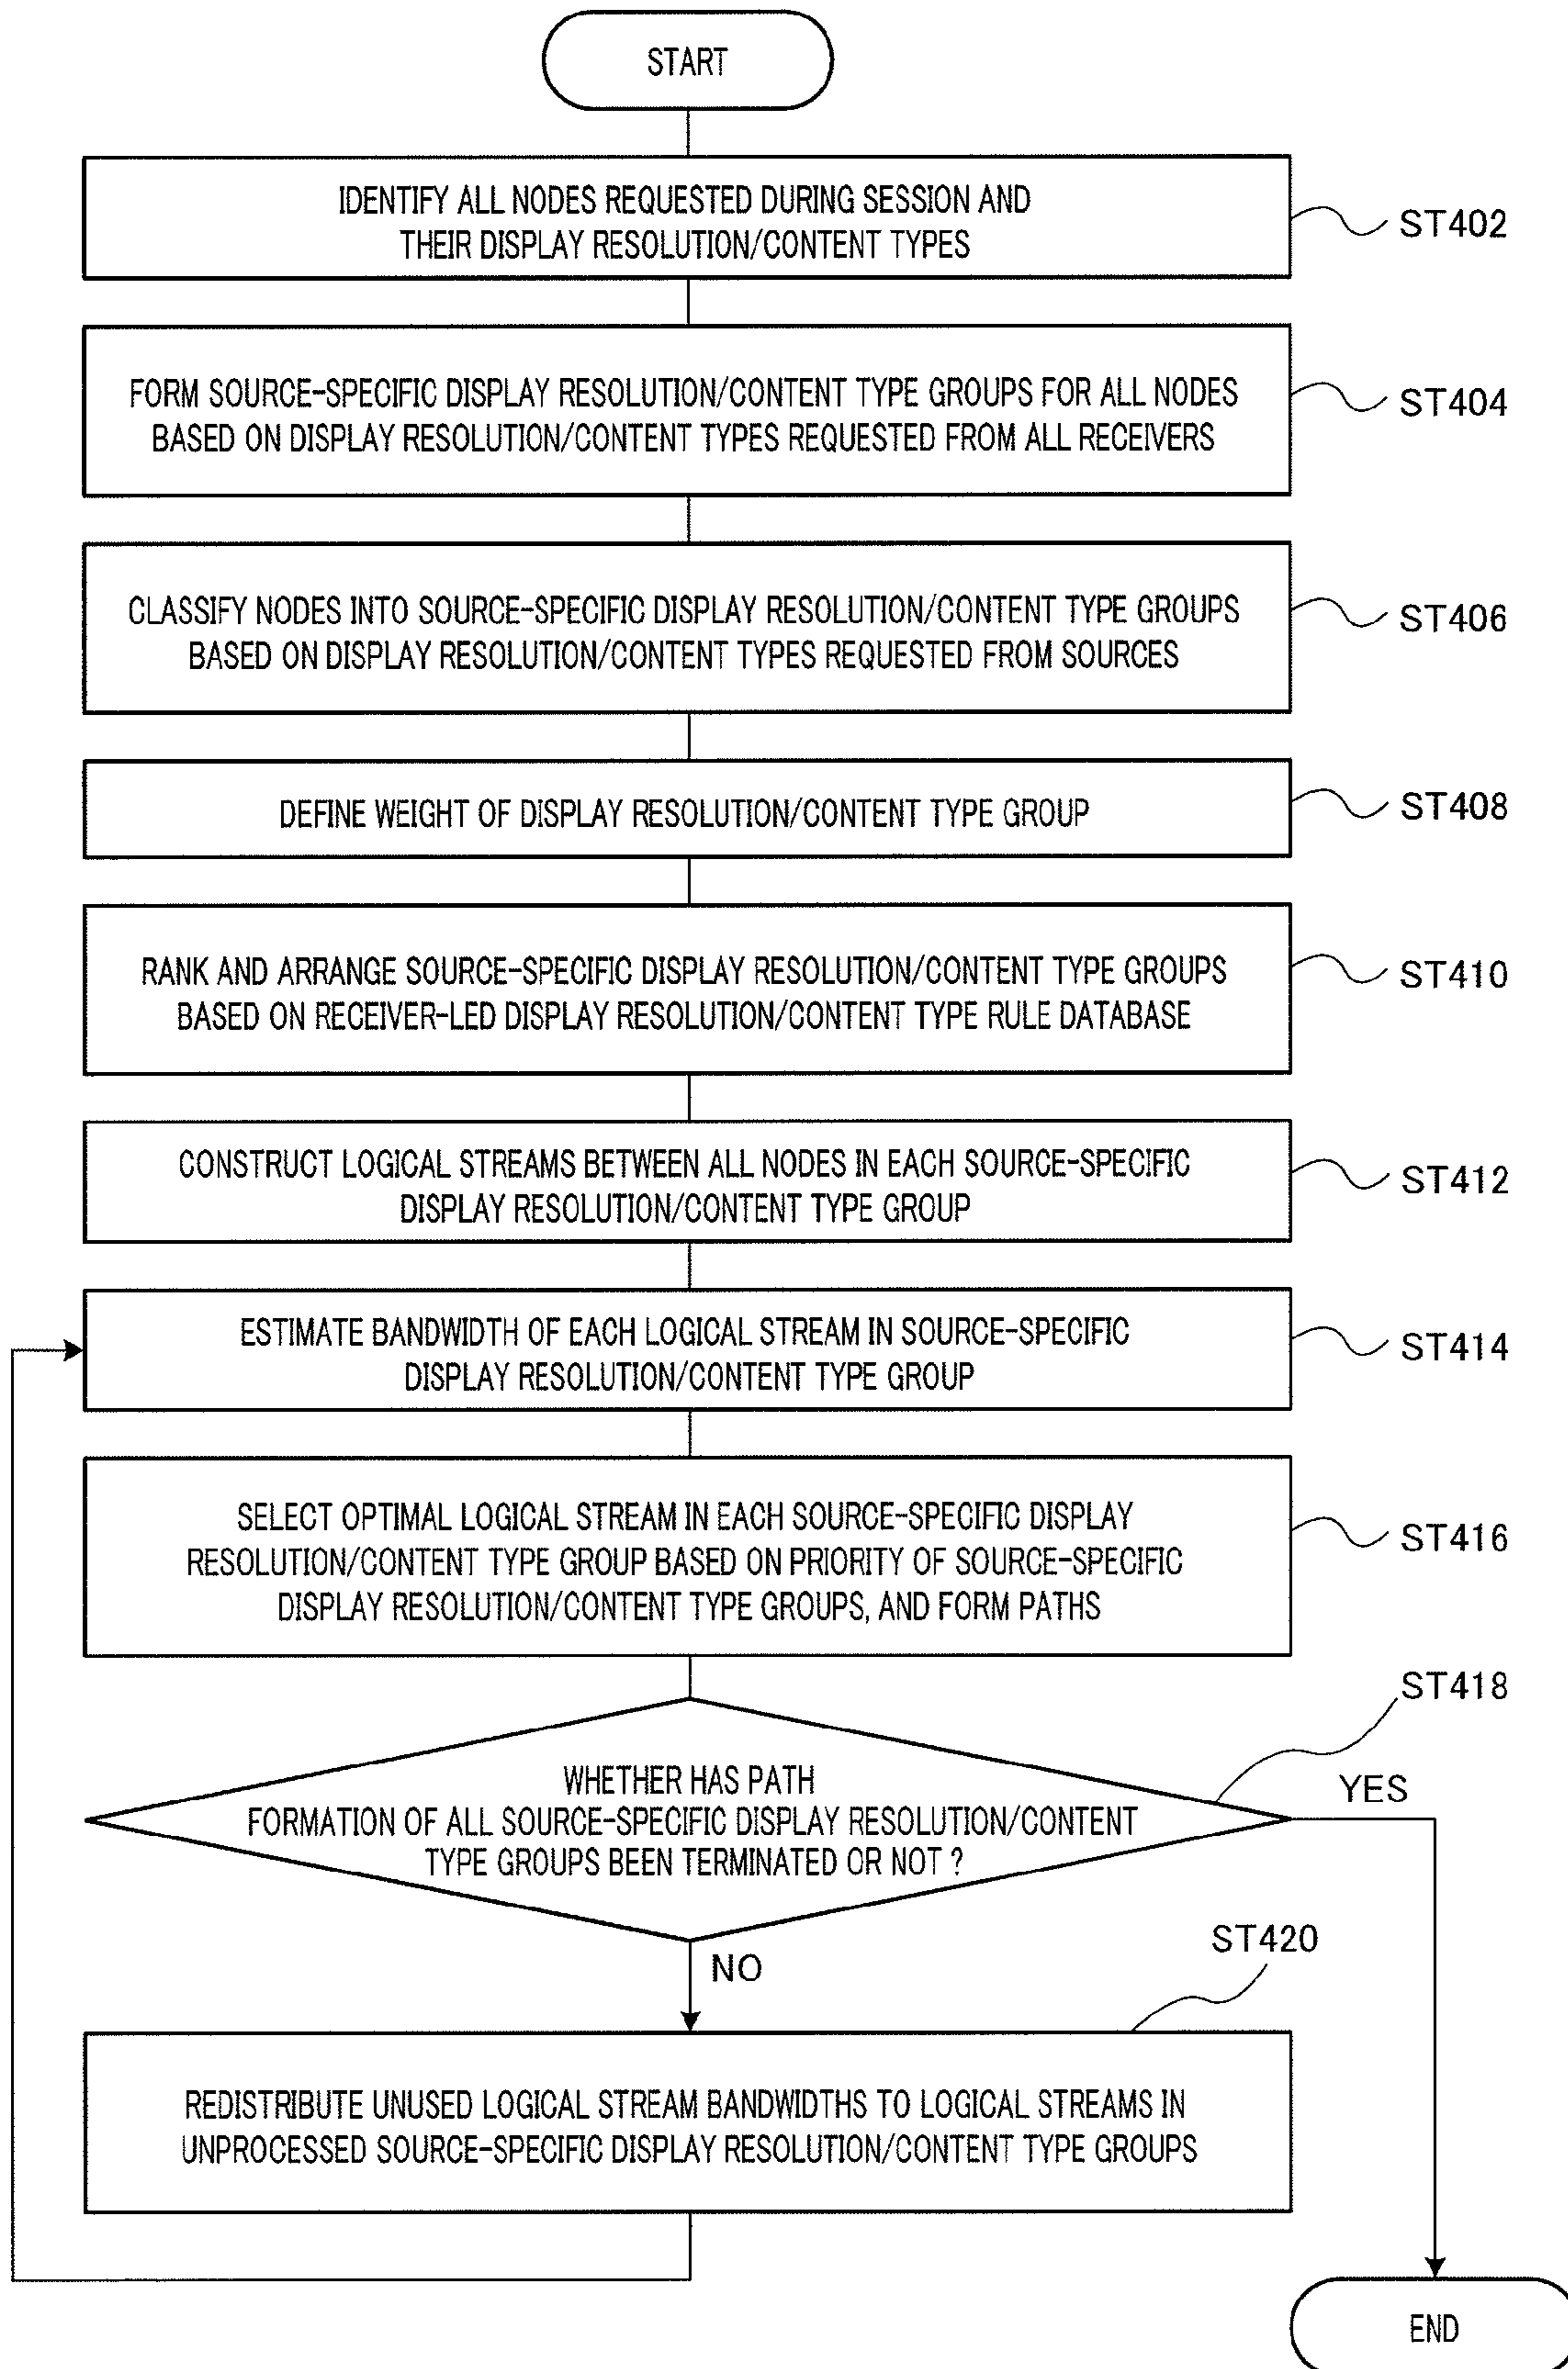 START
IDENTIFY ALL NODES REQUESTED DURING SESSION AND
THEIR DISPLAY RESOLUTION/CONTENT TYPES
ST402
FORM SOURCE-SPECIFIC DISPLAY RESOLUTION/CONTENT TYPE GROUPS FOR ALL NODES
BASED ON DISPLAY RESOLUTION/CONTENT TYPES REQUESTED FROM ALL RECEIVERS
ST404
CLASSIFY NODES INTO SOURCE-SPECIFIC DISPLAY RESOLUTION/CONTENT TYPE GROUPS
BASED ON DISPLAY RESOLUTION/CONTENT TYPES REQUESTED FROM SOURCES
ST406
DEFINE WEIGHT OF DISPLAY RESOLUTION/CONTENT TYPE GROUP
ST408
RANK AND ARRANGE SOURCE-SPECIFIC DISPLAY RESOLUTION/CONTENT TYPE GROUPS
BASED ON RECEIVER-LED DISPLAY RESOLUTION/CONTENT TYPE RULE DATABASE
ST410
CONSTRUCT LOGICAL STREAMS BETWEEN ALL NODES IN EACH SOURCE-SPECIFIC
DISPLAY RESOLUTION/CONTENT TYPE GROUP
ST412
ESTIMATE BANDWIDTH OF EACH LOGICAL STREAM IN SOURCE-SPECIFIC
DISPLAY RESOLUTION/CONTENT TYPE GROUP
ST414
SELECT OPTIMAL LOGICAL STREAM IN EACH SOURCE-SPECIFIC DISPLAY
RESOLUTION/CONTENT TYPE GROUP BASED ON PRIORITY OF SOURCE-SPECIFIC
DISPLAY RESOLUTION/CONTENT TYPE GROUPS, AND FORM PATHS
ST416
ST418
WHETHER HAS PATH
FORMATION OF ALL SOURCE-SPECIFIC DISPLAY RESOLUTION/CONTENT
TYPE GROUPS BEEN TERMINATED OR NOT ?
YES
NO
ST420
REDISTRIBUTE UNUSED LOGICAL STREAM BANDWIDTHS TO LOGICAL STREAMS IN
UNPROCESSED SOURCE-SPECIFIC DISPLAY RESOLUTION/CONTENT TYPE GROUPS
END